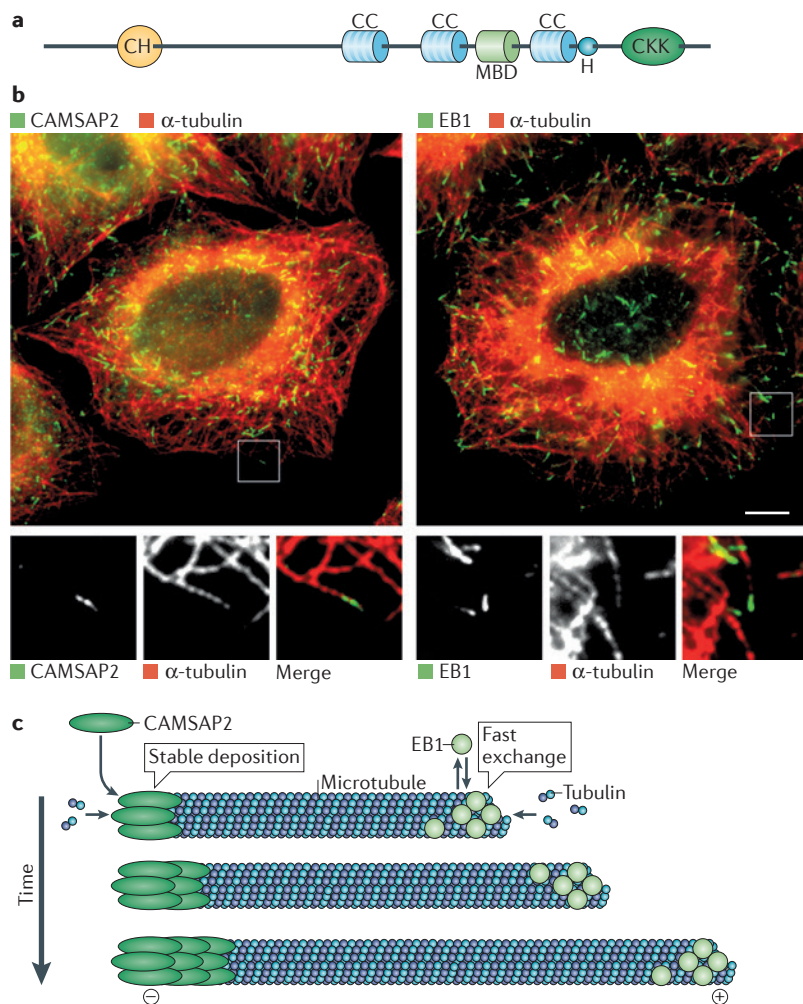 a
CH
CC
CC
CC
MBD
H
CKK
b
CAMSAP2 α-tubulin
EB1 α-tubulin
CAMSAP2 α-tubulin Merge
EB1 α-tubulin Merge
c
CAMSAP2
Stable deposition
EB1
Fast
exchange
Microtubule
Tubulin
Time
− +